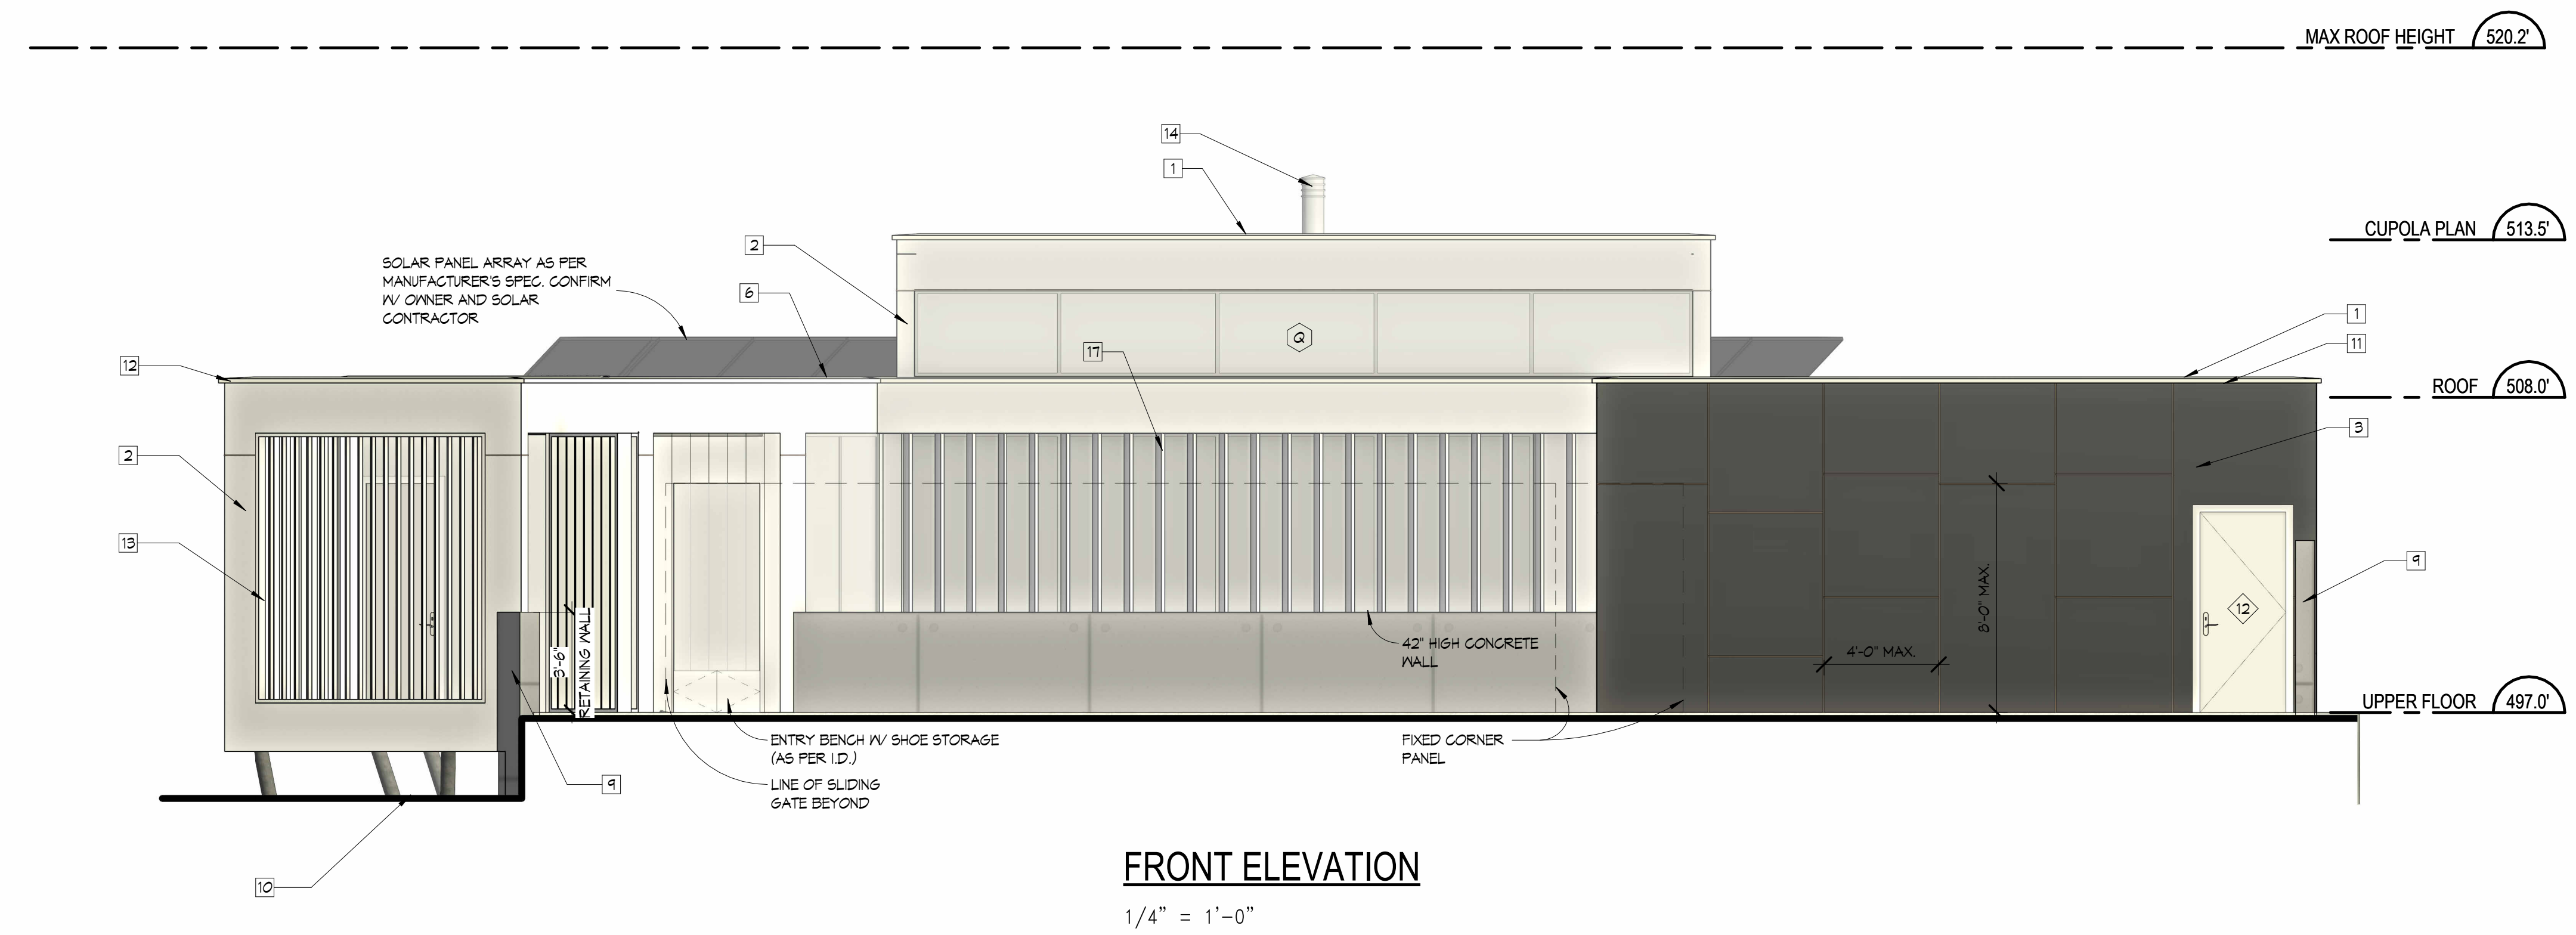 MAX ROOF HEIGHT 520.2'
14
1
CUPOLA PLAN 513.5'
2
SOLAR PANEL ARRAY AS PER
MANUFACTURER'S SPEC. CONFIRM
W/ OWNER AND SOLAR
CONTRACTOR
6
1
Q
11
17
12
ROOF 508.0'
3
2
13
9
12
8'-0" MAX.
3'-6"
RETAINING WALL
42" HIGH CONCRETE
WALL
4'-0" MAX.
UPPER FLOOR 497.0'
ENTRY BENCH W/ SHOE STORAGE
(AS PER I.D.)
FIXED CORNER
PANEL
9
LINE OF SLIDING
GATE BEYOND
10
FRONT ELEVATION
1/4" = 1'-0"